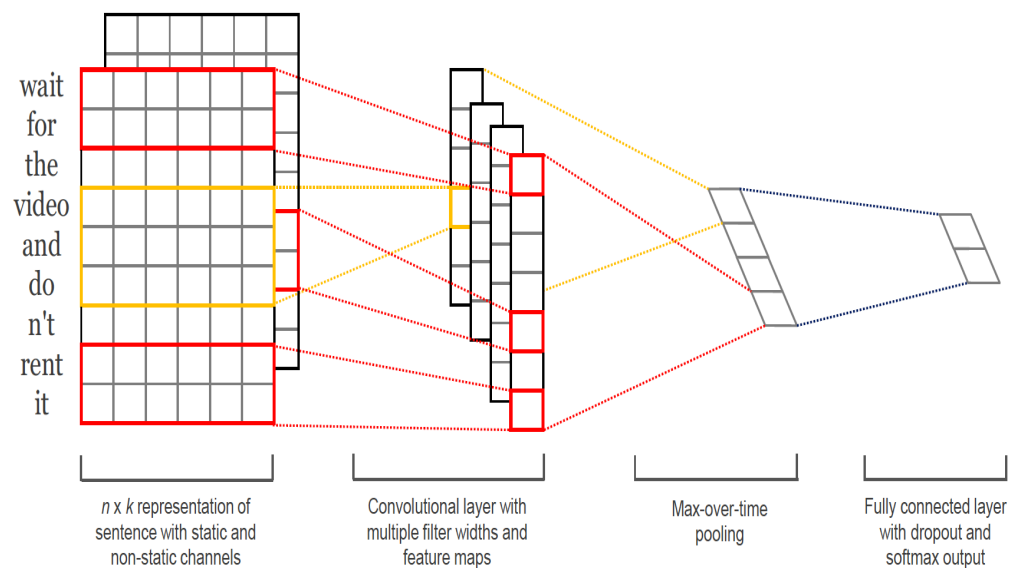 wait
for
the
video
and
do
n't
rent
it
n x k representation of
sentence with static and
non-static channels
Convolutional layer with
multiple filter widths and
feature maps
Max-over-time
pooling
Fully connected layer
with dropout and
softmax output